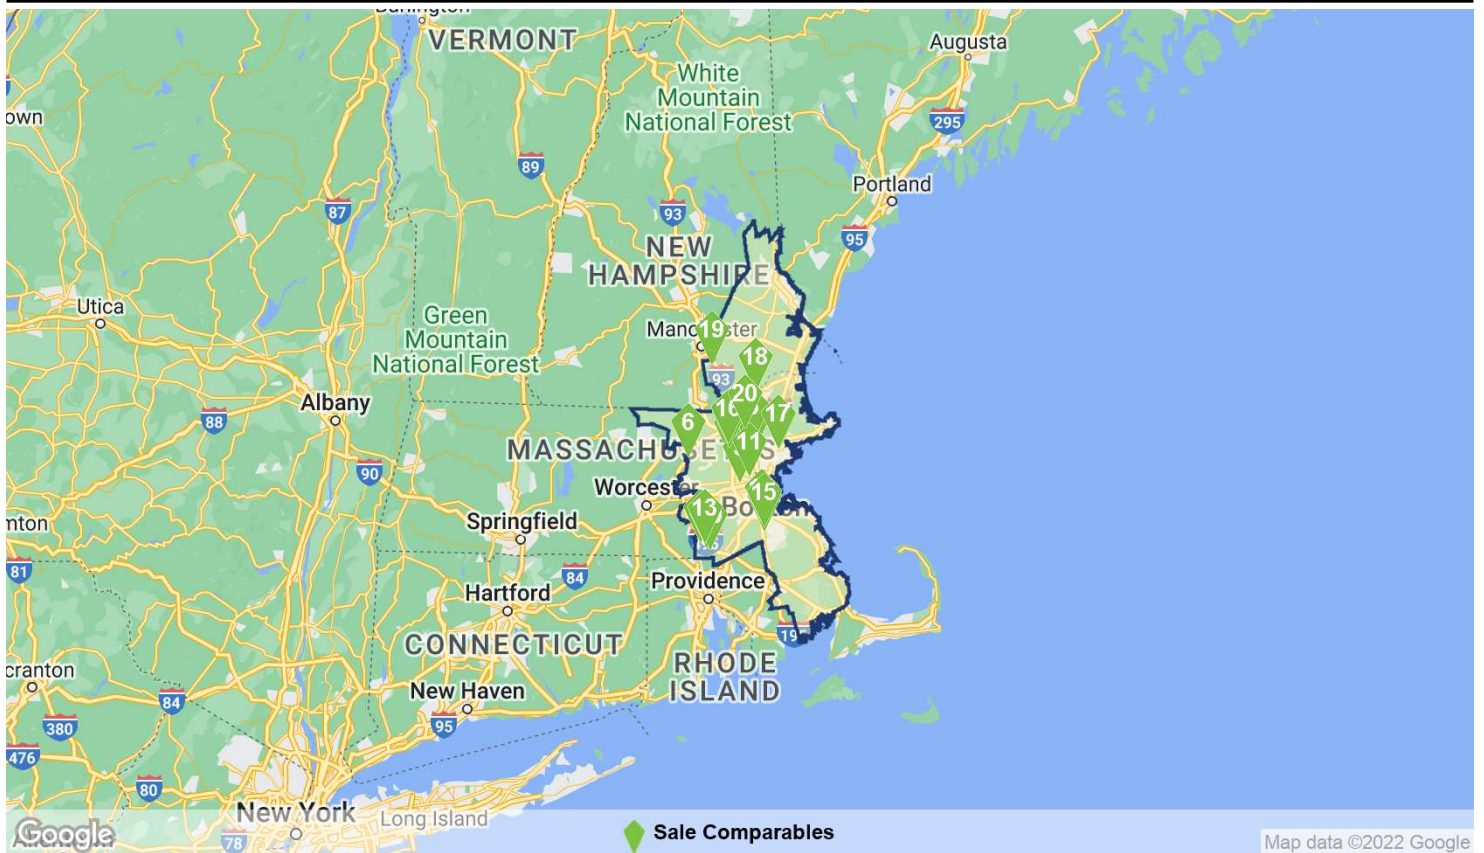 VERMONT
Augusta
White
Mountain
National Forest
own
295
89
Portland
87
93
95
NEW
HAMPSHIRE
Utica
Green
Mountain
National Forest
19
18
93
Albany
20
16
17
88
6
11
MASSACHUSETTS
90
Worcester
15
13
Springfield
81
84
Providence
Hartford
19
CONNECTICUT
RHODE
ISLAND
cranton
New Haven
84
95
380
476
80
New York
Long Island
Google
78
Sale Comparables
Map data ©2022 Google